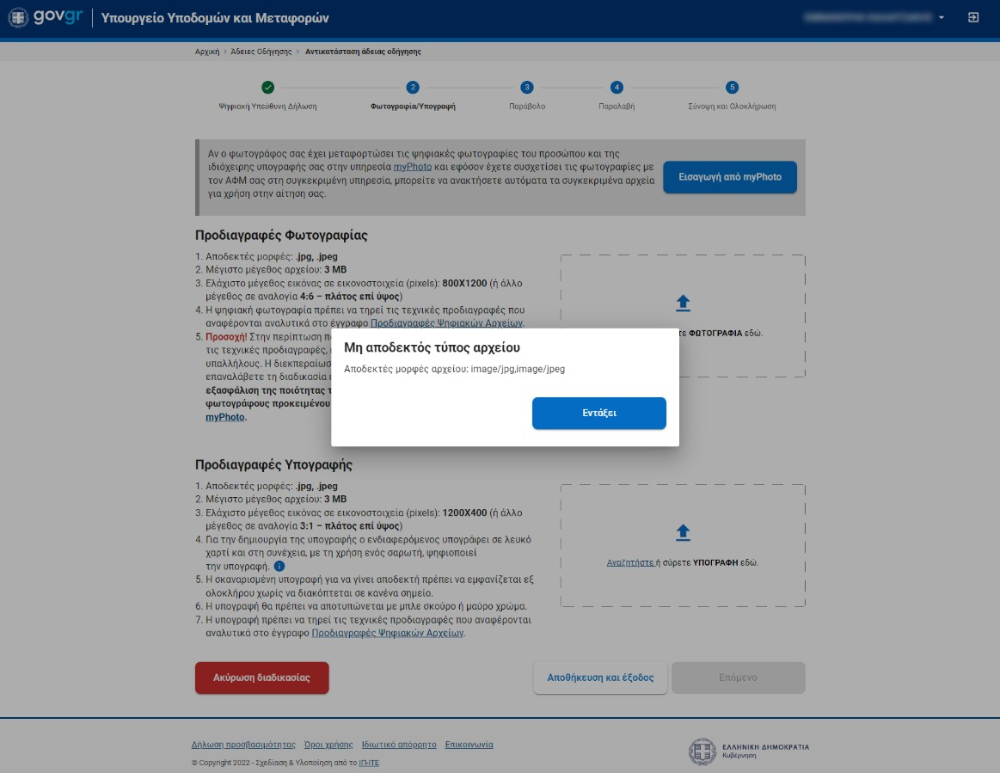 govgr
Υπουργείο Υποδομών και Μεταφορών
Αρχική > Άδειες Οδήγησης > Αντικατάσταση άδειας οδήγησης
2 3 4 5
Ψηφιακή Υπεύθυνη Δήλωση Φωτογραφία/Υπογραφή Παράβολο Παραλαβή Σύνοψη και Ολοκλήρωση
Αν ο φωτογράφος σας έχει μεταφορτώσει τις ψηφιακές φωτογραφίες του προσώπου και της
ιδιόχειρης υπογραφής σας στην υπηρεσία myPhoto και εφόσον έχετε συσχετίσει τις φωτογραφίες με
τον ΑΦΜ σας στη συγκεκριμένη υπηρεσία, μπορείτε να ανακτήσετε αυτόματα τα συγκεκριμένα αρχεία
για χρήση στην αίτηση σας.
Εισαγωγή από myPhoto
Προδιαγραφές Φωτογραφίας
1. Αποδεκτές μορφές: .jpg, .jpeg
2. Μέγιστο μέγεθος αρχείου: 3 MB
3. Ελάχιστο μέγεθος εικόνας σε εικονοστοιχεία (pixels): 800X1200 (ή άλλο
μέγεθος σε αναλογία 4:6 – πλάτος επί ύψος)
4. Η ψηφιακή φωτογραφία πρέπει να τηρεί τις τεχνικές προδιαγραφές που
αναφέρονται αναλυτικά στο έγγραφο Προδιαγραφές Ψηφιακών Αρχείων.
5. Προσοχή! Στην περίπτωση
τις τεχνικές προδιαγραφές,
υπαλλήλους. Η διεκπεραίωσ
επαναλάβετε τη διαδικασία
εξασφάλιση της ποιότητας
φωτογράφους προκειμένου
myPhoto.
τε ΦΩΤΟΓΡΑΦΙΑ εδώ.
Μη αποδεκτός τύπος αρχείου
Αποδεκτές μορφές αρχείου: image/jpg,image/jpeg
Εντάξει
Προδιαγραφές Υπογραφής
1. Αποδεκτές μορφές: .jpg, .jpeg
2. Μέγιστο μέγεθος αρχείου: 3 MB
3. Ελάχιστο μέγεθος εικόνας σε εικονοστοιχεία (pixels): 1200X400 (ή άλλο
μέγεθος σε αναλογία 3:1 – πλάτος επί ύψος)
4. Για την δημιουργία της υπογραφής ο ενδιαφερόμενος υπογράφει σε λευκό
χαρτί και στη συνέχεια, με τη χρήση ενός σαρωτή, ψηφιοποιεί
την υπογραφή.
5. Η σκαναρισμένη υπογραφή για να γίνει αποδεκτή πρέπει να εμφανίζεται εξ
ολοκλήρου χωρίς να διακόπτεται σε κανένα σημείο.
6. Η υπογραφή θα πρέπει να αποτυπώνεται με μπλε σκούρο ή μαύρο χρώμα.
7. Η υπογραφή πρέπει να τηρεί τις τεχνικές προδιαγραφές που αναφέρονται
αναλυτικά στο έγγραφο Προδιαγραφές Ψηφιακών Αρχείων.
Αναζητήστε ή σύρετε ΥΠΟΓΡΑΦΗ εδώ.
Ακύρωση διαδικασίας
Αποθήκευση και έξοδος
Επόμενο
Δήλωση προσβασιμότητας Όροι χρήσης Ιδιωτικό απόρρητο Επικοινωνία
© Copyright 2022 - Σχεδίαση & Υλοποίηση από το ΙΠ-ΙΤΕ
ΕΛΛΗΝΙΚΗ ΔΗΜΟΚΡΑΤΙΑ
Κυβέρνηση